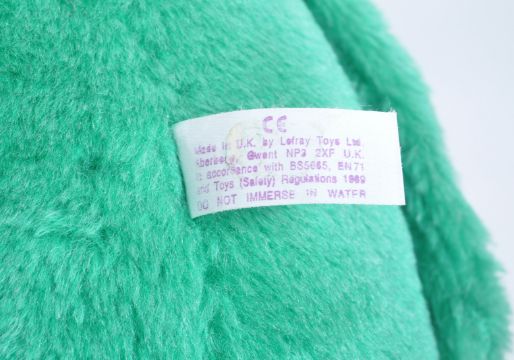 CE
Made in U.K. by Lefray Toys Ltd.
Gwent NP3 2XF U.K.
in accordance with BS5665, EN71
and Toys (Safety) Regulations 1989
DO NOT IMMERSE IN WATER